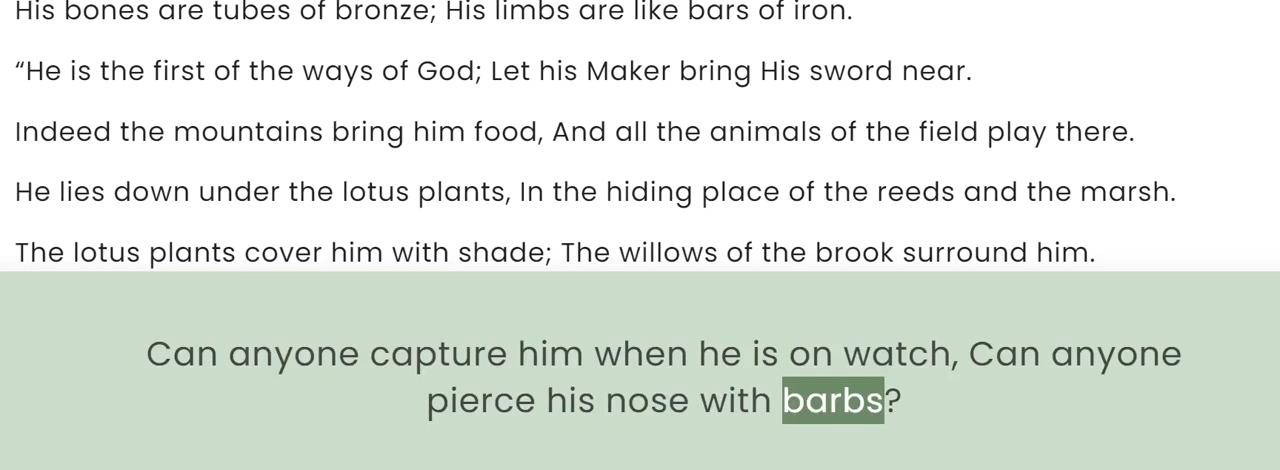 His bones are tubes of bronze; His limbs are like bars of iron.
“He is the first of the ways of God; Let his Maker bring His sword near.
Indeed the mountains bring him food, And all the animals of the field play there.
He lies down under the lotus plants, In the hiding place of the reeds and the marsh.
The lotus plants cover him with shade; The willows of the brook surround him.
Can anyone capture him when he is on watch, Can anyone
pierce his nose with barbs?